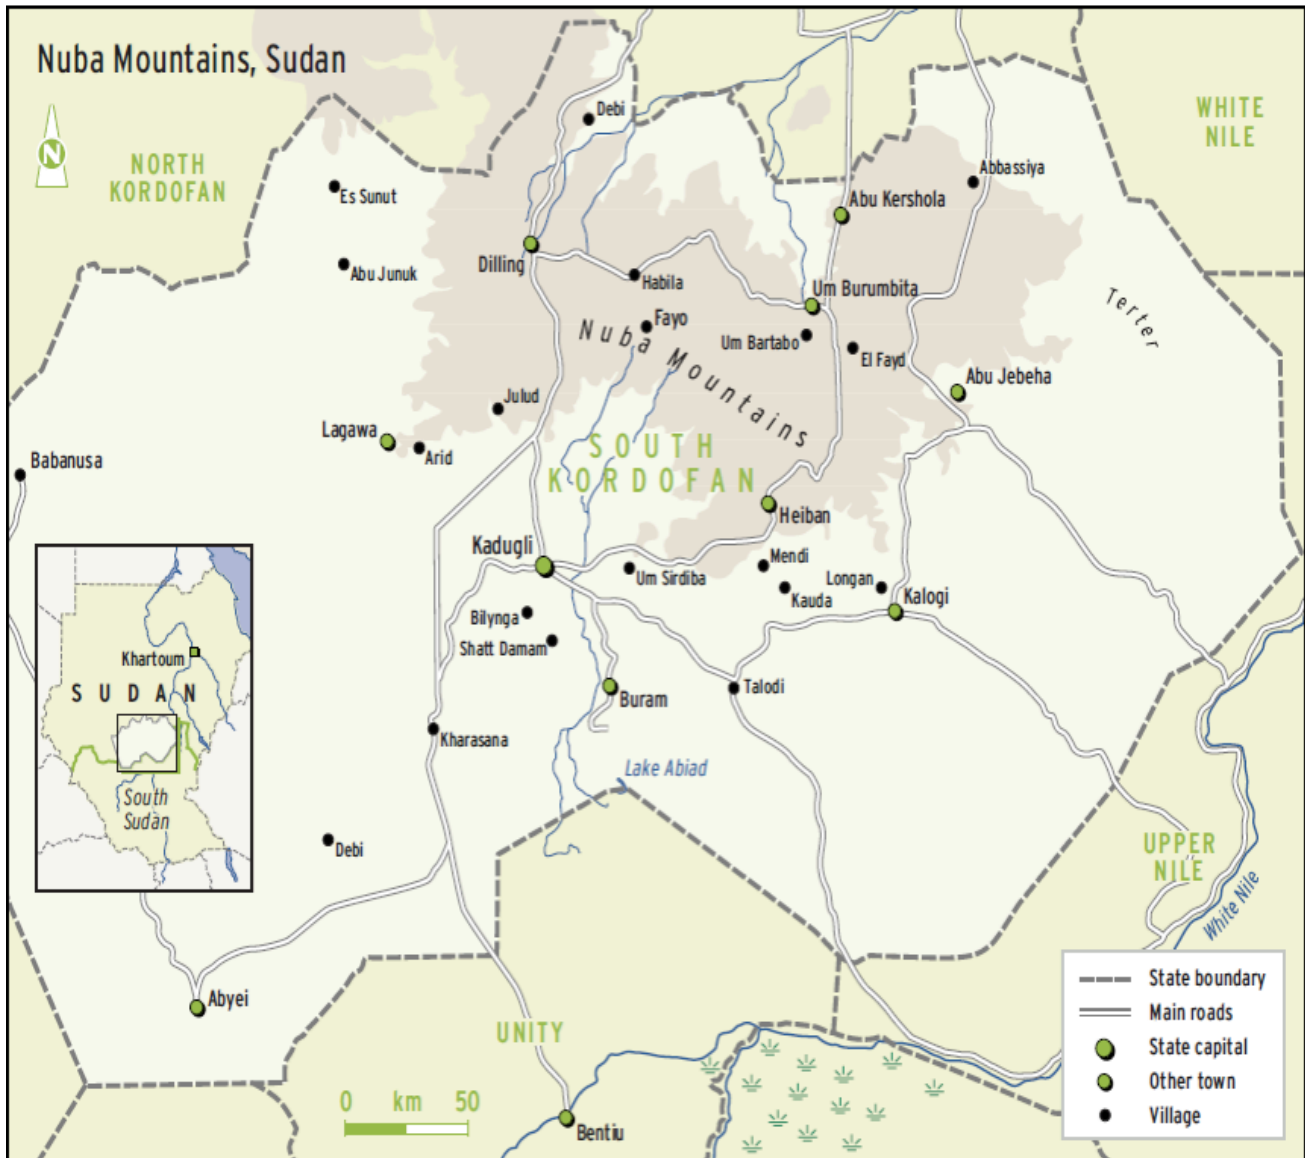 Nuba Mountains, Sudan
N
NORTH
KORDOFAN
WHITE
NILE
Debi
Es Sunut
Abbassiya
Abu Kershola
Abu Junuk
Dilling
Habila
Um Burumbita
Terter
Fayo
Um Bartabo
El Fayd
Nuba Mountains
Abu Jebeha
Julud
Lagawa
Arid
SOUTH
KORDOFAN
Babanusa
Heiban
Kadugli
Um Sirdiba
Mendi
Kauda
Longan
Kalogi
Bilynga
Shatt Damam
Khartoum
SUDAN
South
Sudan
Buram
Talodi
Kharasana
Lake Abiad
Debi
UPPER
NILE
White Nile
Abyei
UNITY
Bentiu
0 km 50
State boundary
Main roads
State capital
Other town
Village